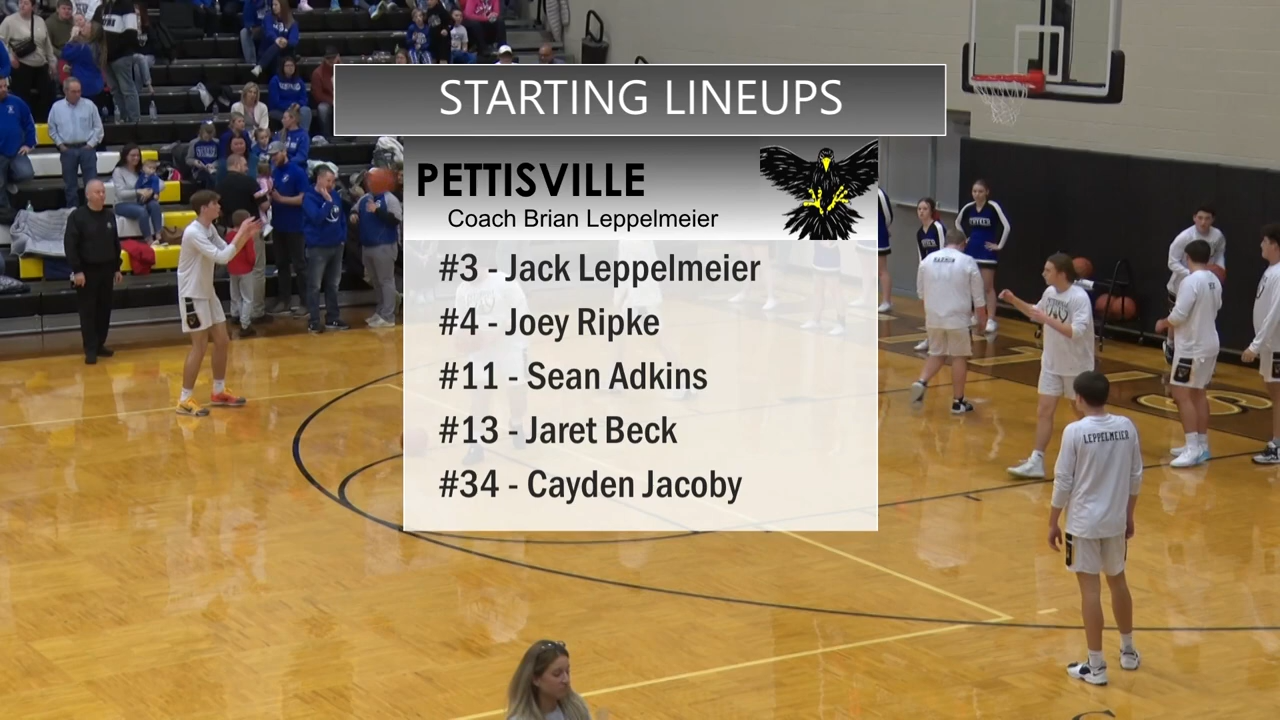 STARTING LINEUPS
PETTISVILLE
Coach Brian Leppelmeier
#3 - Jack Leppelmeier
#4 - Joey Ripke
#11 - Sean Adkins
#13 - Jaret Beck
#34 - Cayden Jacoby
LEPPELMEIER